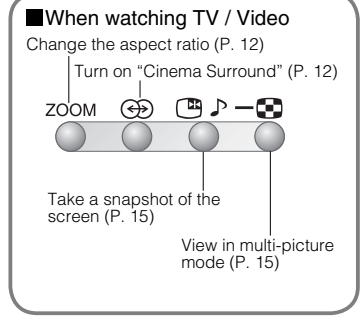 ■When watching TV / Video
Change the aspect ratio (P. 12)
Turn on “Cinema Surround” (P. 12)
ZOOM
Take a snapshot of the
screen (P. 15)
View in multi-picture
mode (P. 15)